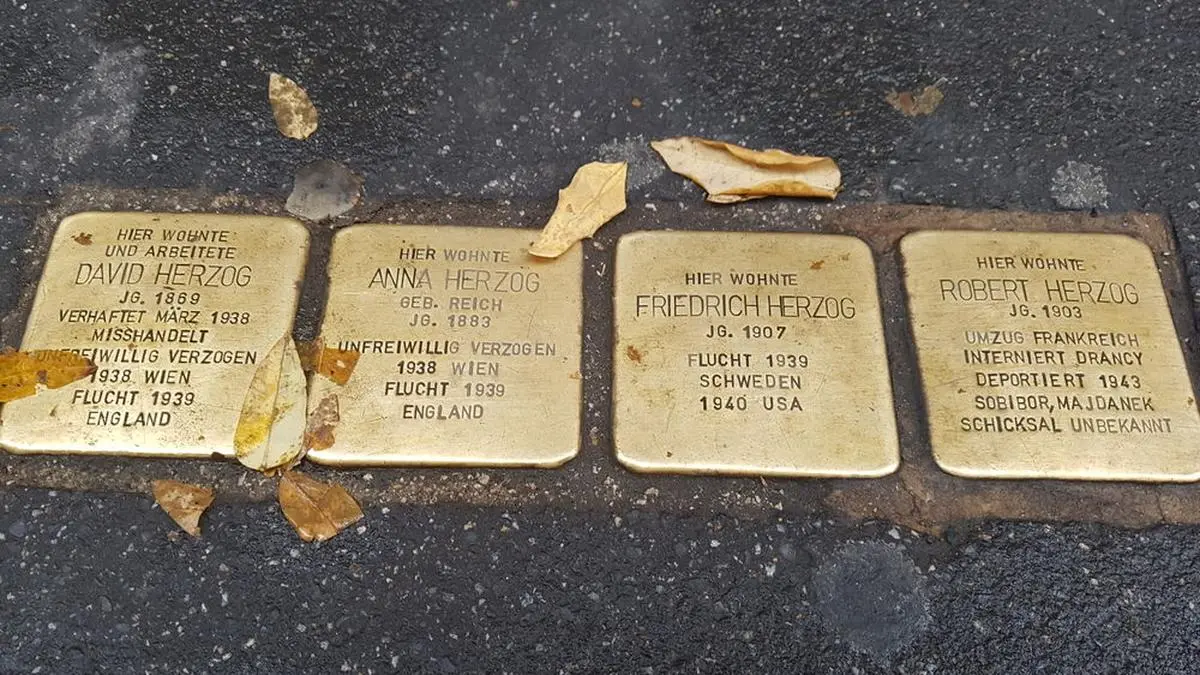 HIER WOHNTE
UND ARBEITETE
DAVID HERZOG
JG. 1869
VERHAFTET MÄRZ 1938
MISSHANDELT
UNFREIWILLIG VERZOGEN
1938 WIEN
FLUCHT 1939
ENGLAND
HIER WOHNTE
ANNA HERZOG
GEB. REICH
JG. 1883
UNFREIWILLIG VERZOGEN
1938 WIEN
FLUCHT 1939
ENGLAND
HIER WOHNTE
FRIEDRICH HERZOG
JG. 1907
FLUCHT 1939
SCHWEDEN
1940 USA
HIER WOHNTE
ROBERT HERZOG
JG. 1903
UMZUG FRANKREICH
INTERNIERT DRANCY
DEPORTIERT 1943
SOBIBOR, MAJDANEK
SCHICKSAL UNBEKANNT